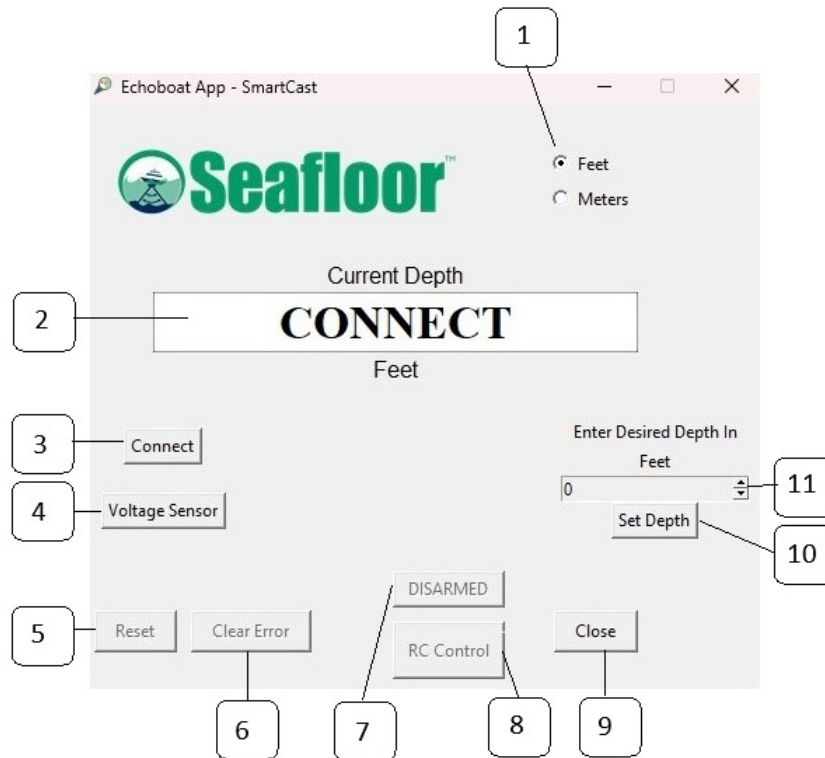 1
Echoboat App - SmartCast
Seafloor™
Feet
Meters
Current Depth
2
CONNECT
Feet
3
Connect
Enter Desired Depth In
Feet
0
11
4
Voltage Sensor
Set Depth
10
DISARMED
5
Reset
Clear Error
RC Control
Close
6
7
8
9